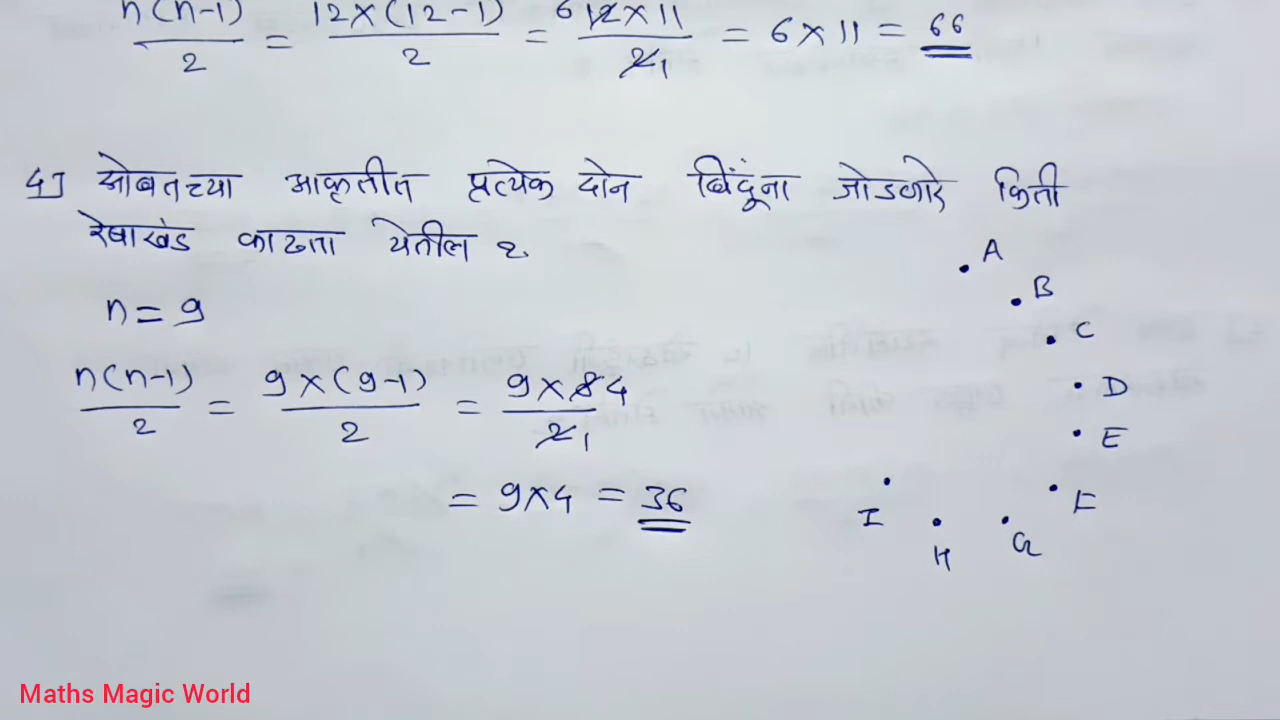 n(n-1)/2 = 12×(12-1)/2 = 6 12×11/2 1 = 6×11 = 66
4] सोबतच्या आकृतीत प्रत्येक दोन बिंदूंना जोडणारे किती
रेषाखंड काढता येतील ?
n = 9
n(n-1)/2 = 9×(9-1)/2 = 9×8 4/2 1
= 9×4 = 36
A
B
C
D
E
F
G
H
I
Maths Magic World